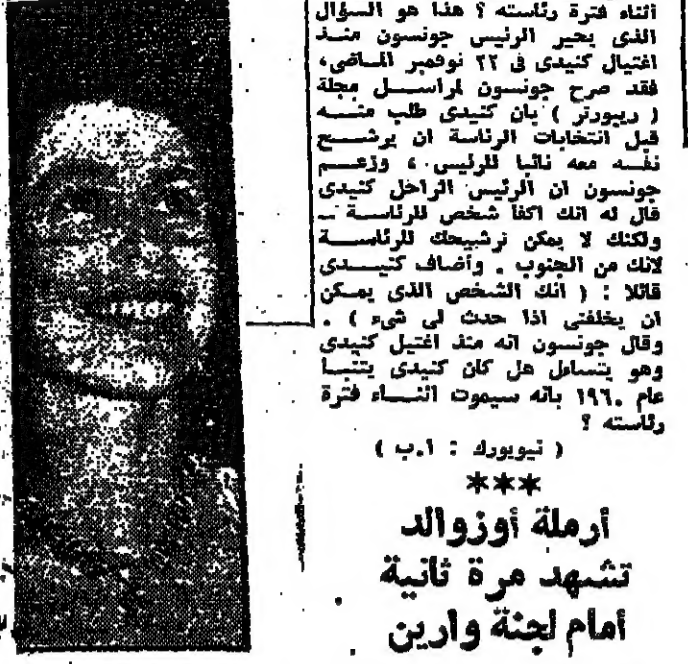 أثناء فترة رئاسته ؟ هذا هو السؤال
الذى يحير الرئيس جونسون منذ
اغتيال كنيدى فى ٢٢ نوفمبر الماضى،
فقد صرح جونسون لمراسل مجلة
( ريبورتر ) بأن كنيدى طلب منه
قبل انتخابات الرئاسة ان يرشح
نفسه معه نائبا للرئيس ، وزعم
جونسون ان الرئيس الراحل كنيدى
قال له انك اكفأ شخص للرئاسة ــ
ولكنك لا يمكن ترشيحك للرئاسة
لانك من الجنوب . وأضاف كنيدى
قائلا : ( انك الشخص الذى يمكن
ان يخلفنى اذا حدث لى شىء ) .
وقال جونسون انه منذ اغتيل كنيدى
وهو يتساءل هل كان كنيدى يتنبأ
عام ١٩٦٠ بأنه سيموت اثناء فترة
رئاسته ؟
( نيويورك : ا.ب )
***
أرملة أوزوالد
تشهد مرة ثانية
أمام لجنة وارين